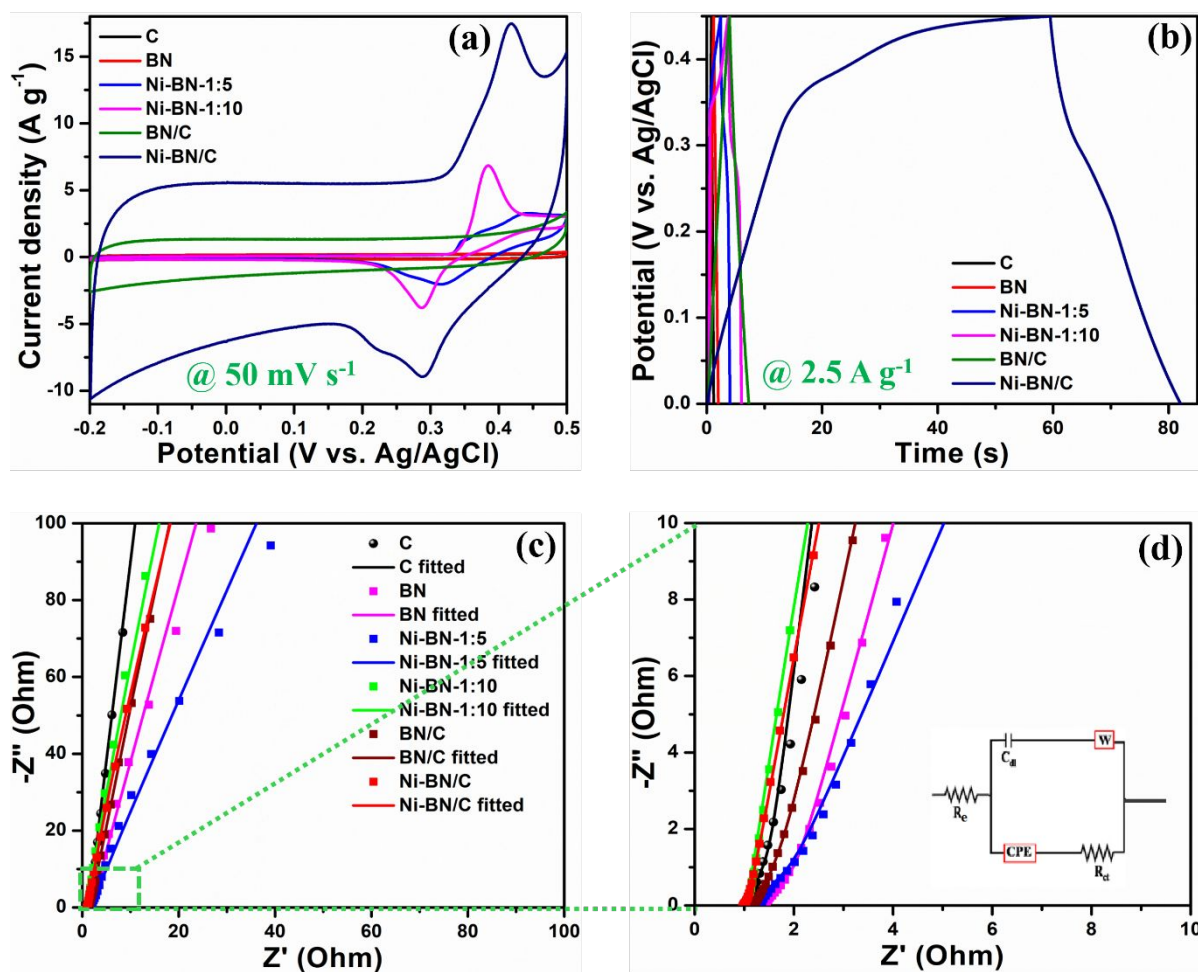 (a)
C
BN
Ni-BN-1:5
Ni-BN-1:10
BN/C
Ni-BN/C
@ 50 mV s⁻¹
Current density (A g⁻¹)
15
10
5
0
-5
-10
-0.2 -0.1 0.0 0.1 0.2 0.3 0.4 0.5
Potential (V vs. Ag/AgCl)
(b)
C
BN
Ni-BN-1:5
Ni-BN-1:10
BN/C
Ni-BN/C
@ 2.5 A g⁻¹
Potential (V vs. Ag/AgCl)
0.4
0.3
0.2
0.1
0.0
0 20 40 60 80
Time (s)
(c)
C
C fitted
BN
BN fitted
Ni-BN-1:5
Ni-BN-1:5 fitted
Ni-BN-1:10
Ni-BN-1:10 fitted
BN/C
BN/C fitted
Ni-BN/C
Ni-BN/C fitted
-Z" (Ohm)
100
80
60
40
20
0
0 20 40 60 80 100
Z' (Ohm)
(d)
Cdl
W
Re
CPE
Rct
-Z" (Ohm)
10
8
6
4
2
0
0 2 4 6 8 10
Z' (Ohm)